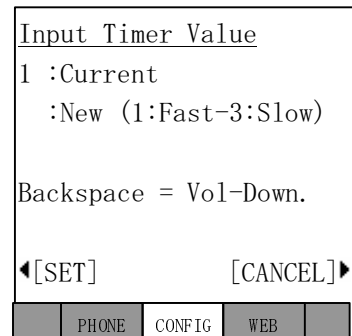 Input Timer Value
1 :Current
:New (1:Fast-3:Slow)
Backspace = Vol-Down.
[SET] [CANCEL]
PHONE CONFIG WEB